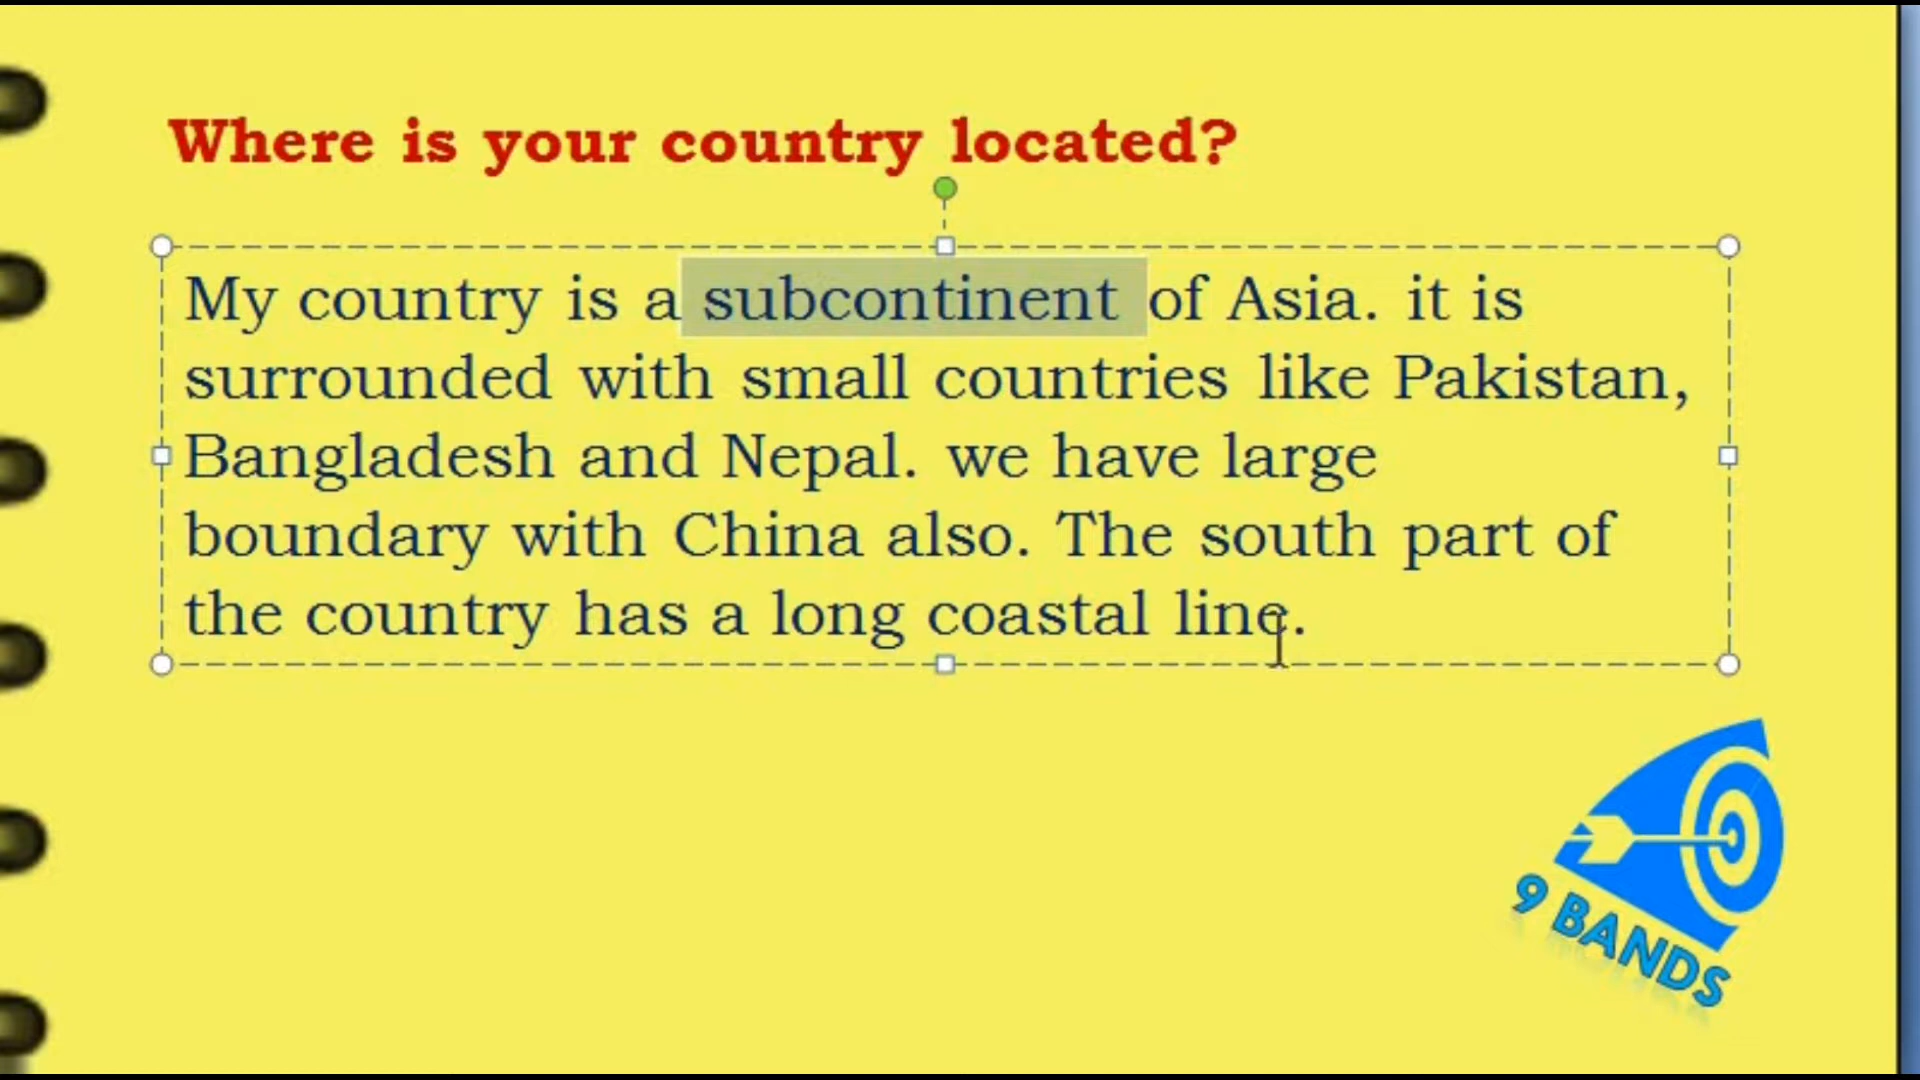 Where is your country located?
My country is a subcontinent of Asia. it is
surrounded with small countries like Pakistan,
Bangladesh and Nepal. we have large
boundary with China also. The south part of
the country has a long coastal line.
9 BANDS